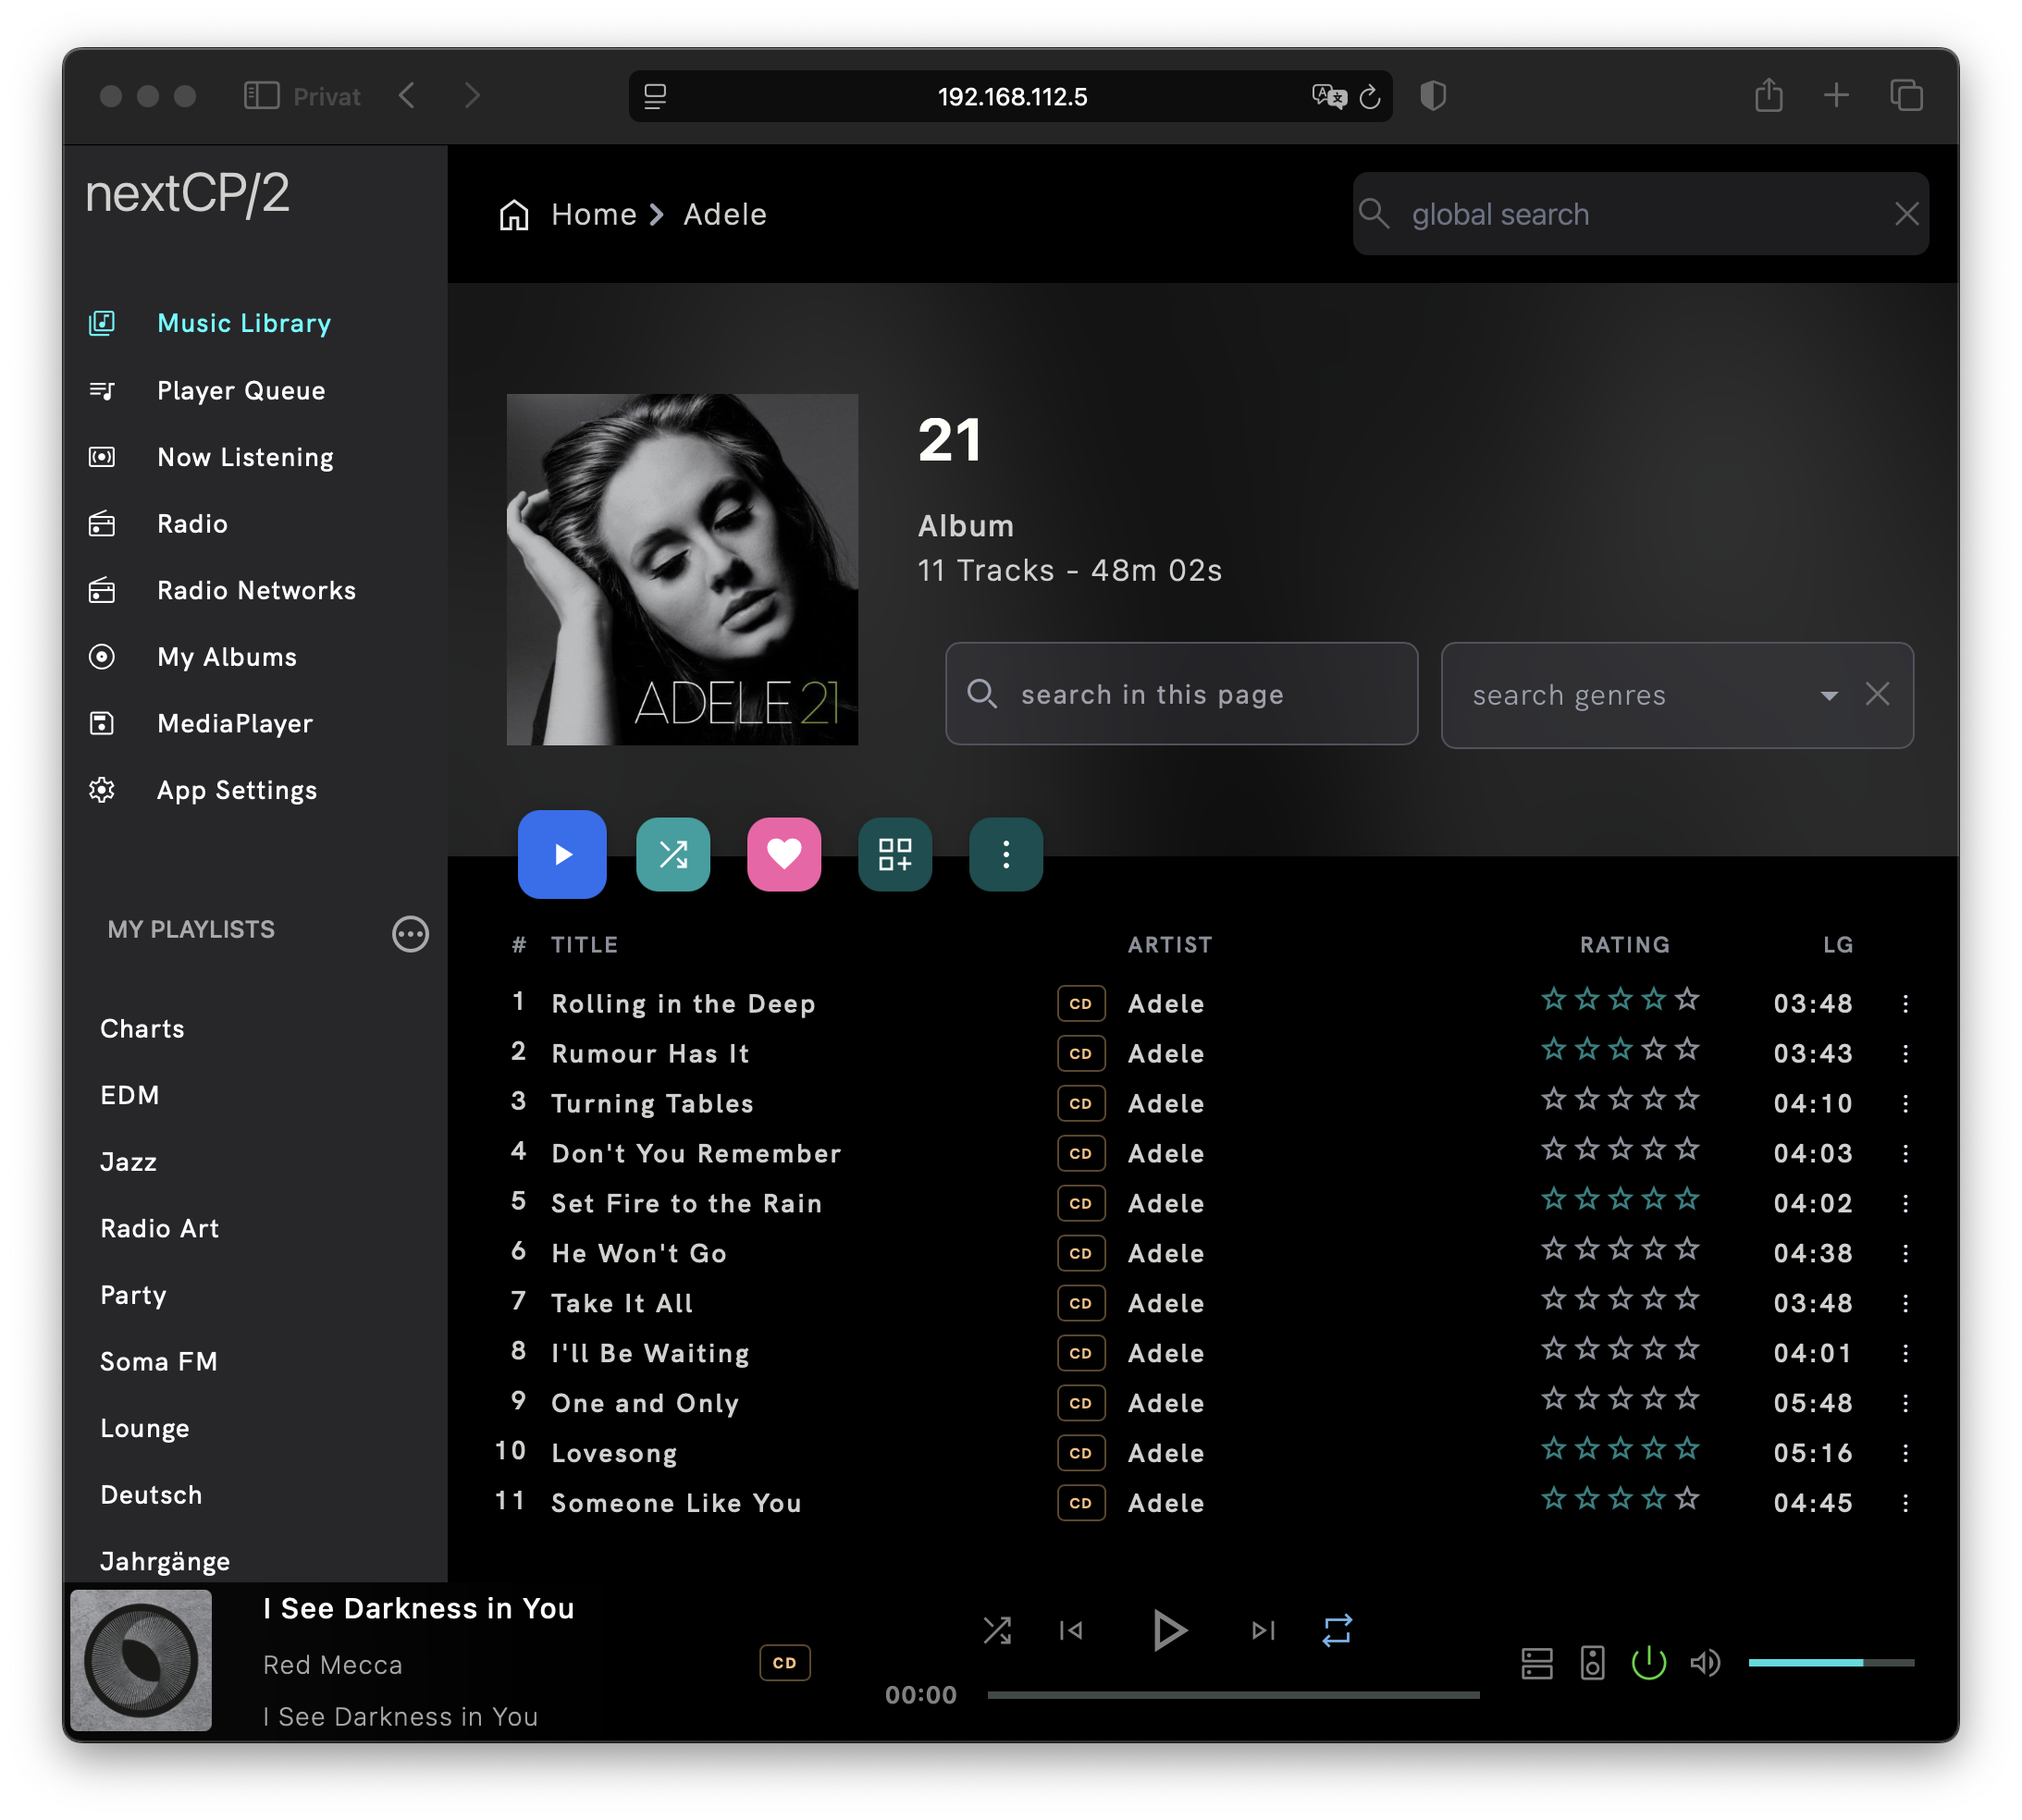 Privat
192.168.112.5
nextCP/2
Home
Adele
global search
Music Library
Player Queue
Now Listening
Radio
Radio Networks
My Albums
MediaPlayer
App Settings
MY PLAYLISTS
Charts
EDM
Jazz
Radio Art
Party
Soma FM
Lounge
Deutsch
Jahrgänge
ADELE 21
21
Album
11 Tracks - 48m 02s
search in this page
search genres
# TITLE ARTIST RATING LG
1 Rolling in the Deep CD Adele 03:48
2 Rumour Has It CD Adele 03:43
3 Turning Tables CD Adele 04:10
4 Don't You Remember CD Adele 04:03
5 Set Fire to the Rain CD Adele 04:02
6 He Won't Go CD Adele 04:38
7 Take It All CD Adele 03:48
8 I'll Be Waiting CD Adele 04:01
9 One and Only CD Adele 05:48
10 Lovesong CD Adele 05:16
11 Someone Like You CD Adele 04:45
I See Darkness in You
Red Mecca
CD
I See Darkness in You
00:00